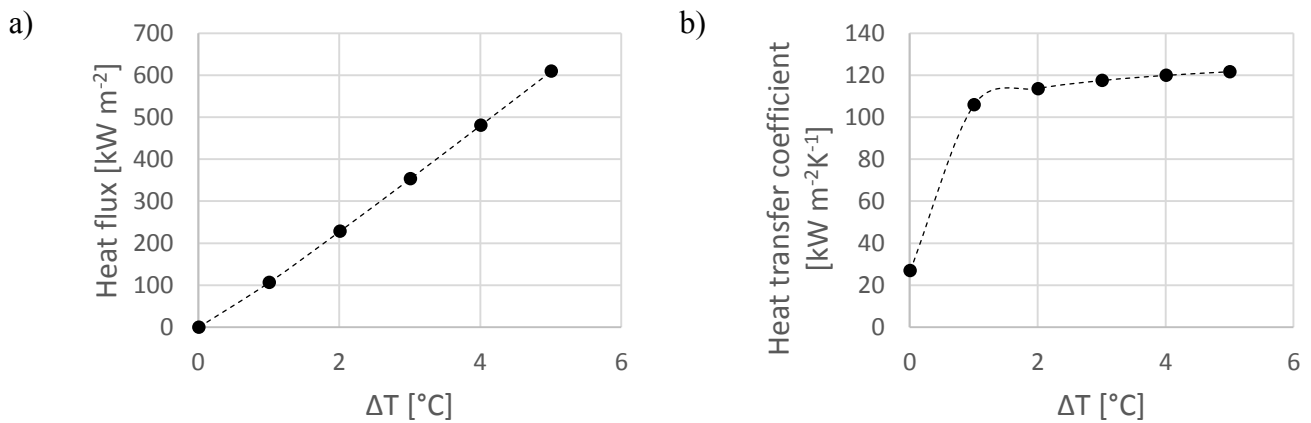 a)
Heat flux [kW m⁻²]
700
600
500
400
300
200
100
0
0 2 4 6
ΔT [°C]
b)
Heat transfer coefficient
[kW m⁻²K⁻¹]
140
120
100
80
60
40
20
0
0 2 4 6
ΔT [°C]